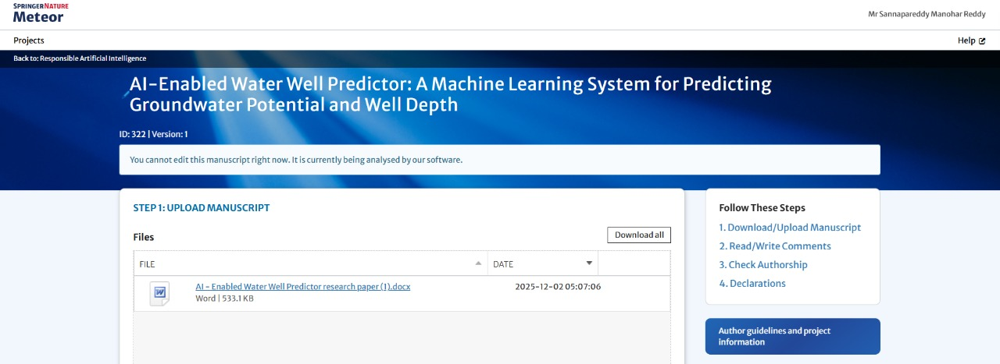 SPRINGER NATURE
Meteor
Mr Sannapareddy Manohar Reddy
Projects
Help
Back to: Responsible Artificial Intelligence
AI-Enabled Water Well Predictor: A Machine Learning System for Predicting
Groundwater Potential and Well Depth
ID: 322 | Version: 1
You cannot edit this manuscript right now. It is currently being analysed by our software.
STEP 1: UPLOAD MANUSCRIPT
Files
Download all
FILE
DATE
AI - Enabled Water Well Predictor research paper (1).docx
2025-12-02 05:07:06
Word | 533.1 KB
Follow These Steps
1. Download/Upload Manuscript
2. Read/Write Comments
3. Check Authorship
4. Declarations
Author guidelines and project
information